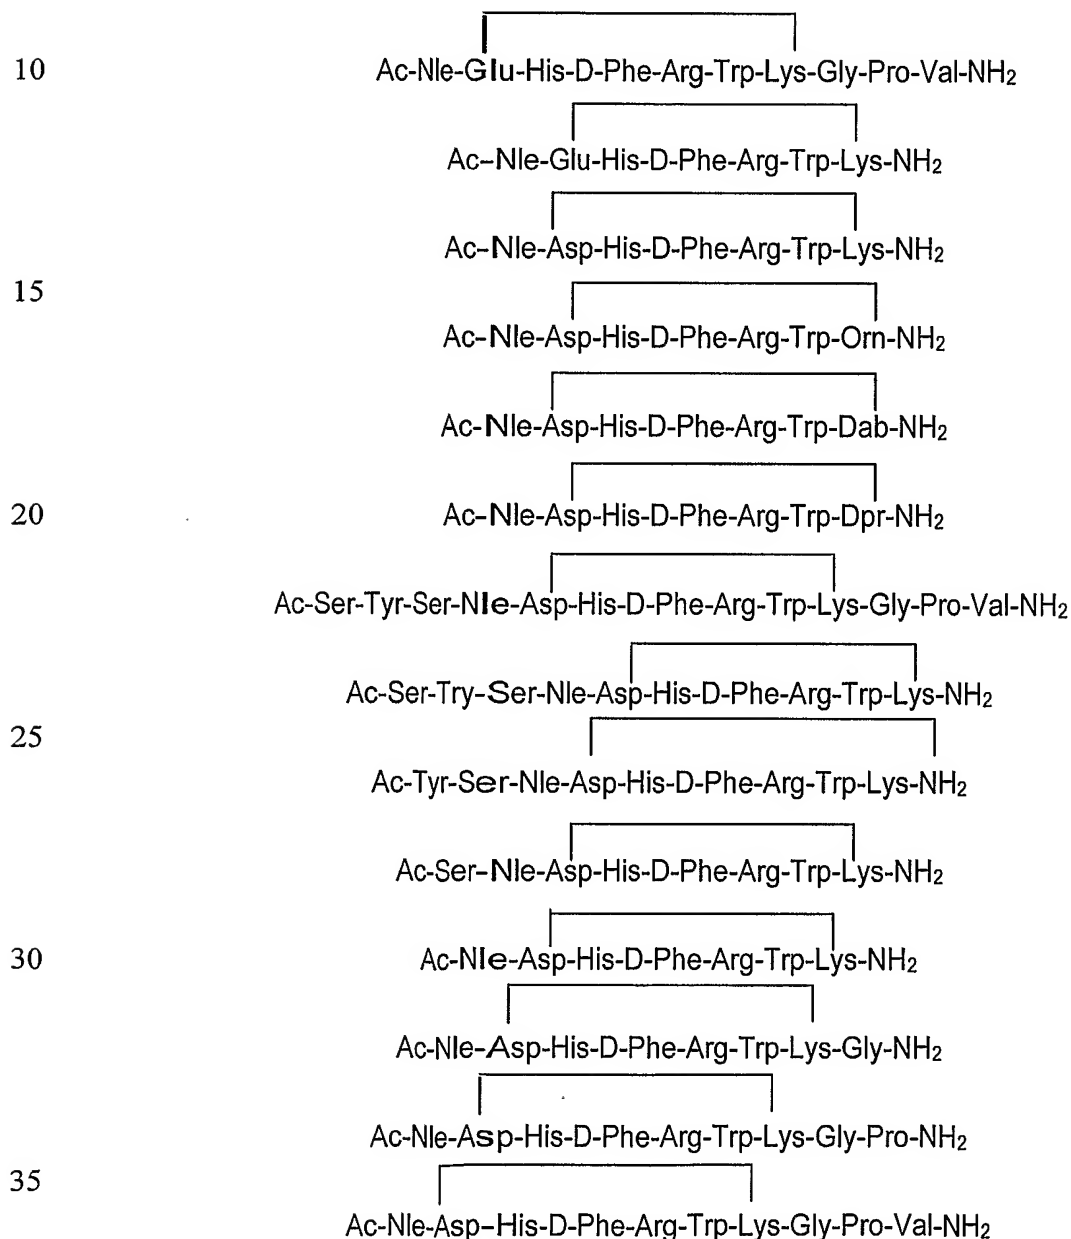 10 Ac-Nle-Glu-His-D-Phe-Arg-Trp-Lys-Gly-Pro-Val-NH2
Ac-Nle-Glu-His-D-Phe-Arg-Trp-Lys-NH2
Ac-Nle-Asp-His-D-Phe-Arg-Trp-Lys-NH2
15
Ac-Nle-Asp-His-D-Phe-Arg-Trp-Orn-NH2
Ac-Nle-Asp-His-D-Phe-Arg-Trp-Dab-NH2
20 Ac-Nle-Asp-His-D-Phe-Arg-Trp-Dpr-NH2
Ac-Ser-Tyr-Ser-Nle-Asp-His-D-Phe-Arg-Trp-Lys-Gly-Pro-Val-NH2
Ac-Ser-Try-Ser-Nle-Asp-His-D-Phe-Arg-Trp-Lys-NH2
25
Ac-Tyr-Ser-Nle-Asp-His-D-Phe-Arg-Trp-Lys-NH2
Ac-Ser-Nle-Asp-His-D-Phe-Arg-Trp-Lys-NH2
30 Ac-Nle-Asp-His-D-Phe-Arg-Trp-Lys-NH2
Ac-Nle-Asp-His-D-Phe-Arg-Trp-Lys-Gly-NH2
Ac-Nle-Asp-His-D-Phe-Arg-Trp-Lys-Gly-Pro-NH2
35
Ac-Nle-Asp-His-D-Phe-Arg-Trp-Lys-Gly-Pro-Val-NH2